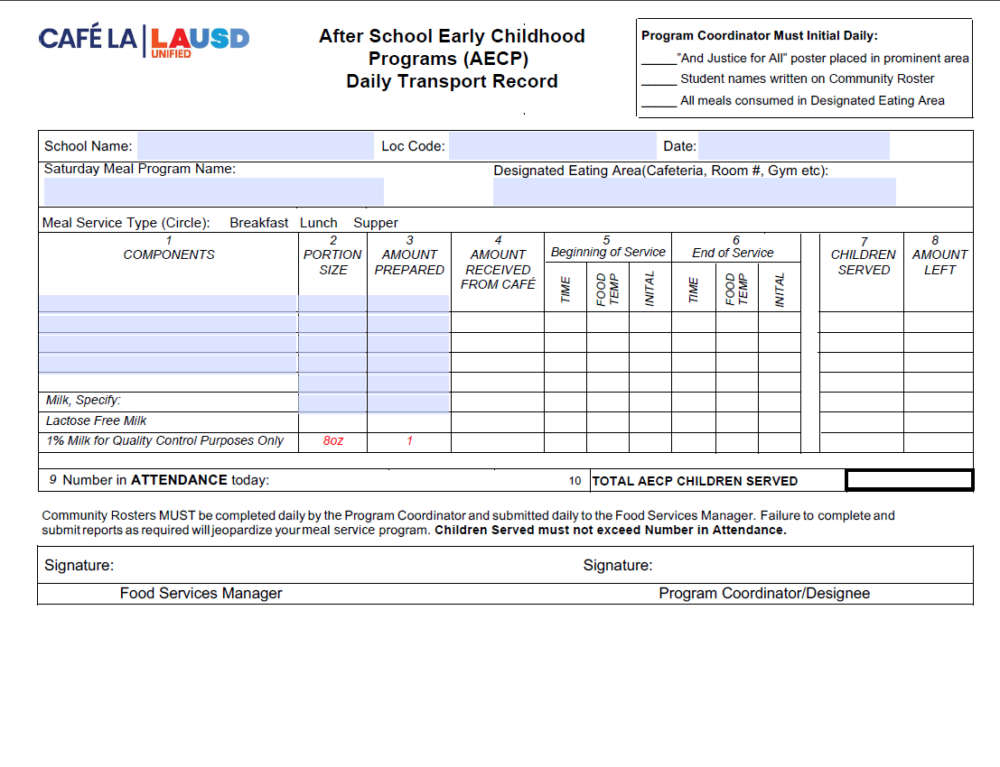 CAFÉ LA LAUSD
UNIFIED
After School Early Childhood
Programs (AECP)
Daily Transport Record
Program Coordinator Must Initial Daily:
_____"And Justice for All" poster placed in prominent area
_____ Student names written on Community Roster
_____ All meals consumed in Designated Eating Area
School Name: Loc Code: Date:
Saturday Meal Program Name: Designated Eating Area(Cafeteria, Room #, Gym etc):
Meal Service Type (Circle): Breakfast Lunch Supper
1
COMPONENTS
2
PORTION
SIZE
3
AMOUNT
PREPARED
4
AMOUNT
RECEIVED
FROM CAFÉ
5
Beginning of Service
TIME
FOOD
TEMP
INITAL
6
End of Service
TIME
FOOD
TEMP
INITAL
7
CHILDREN
SERVED
8
AMOUNT
LEFT
Milk, Specify:
Lactose Free Milk
1% Milk for Quality Control Purposes Only 8oz 1
9 Number in ATTENDANCE today: 10 TOTAL AECP CHILDREN SERVED
Community Rosters MUST be completed daily by the Program Coordinator and submitted daily to the Food Services Manager. Failure to complete and
submit reports as required will jeopardize your meal service program. Children Served must not exceed Number in Attendance.
Signature: Signature:
Food Services Manager Program Coordinator/Designee